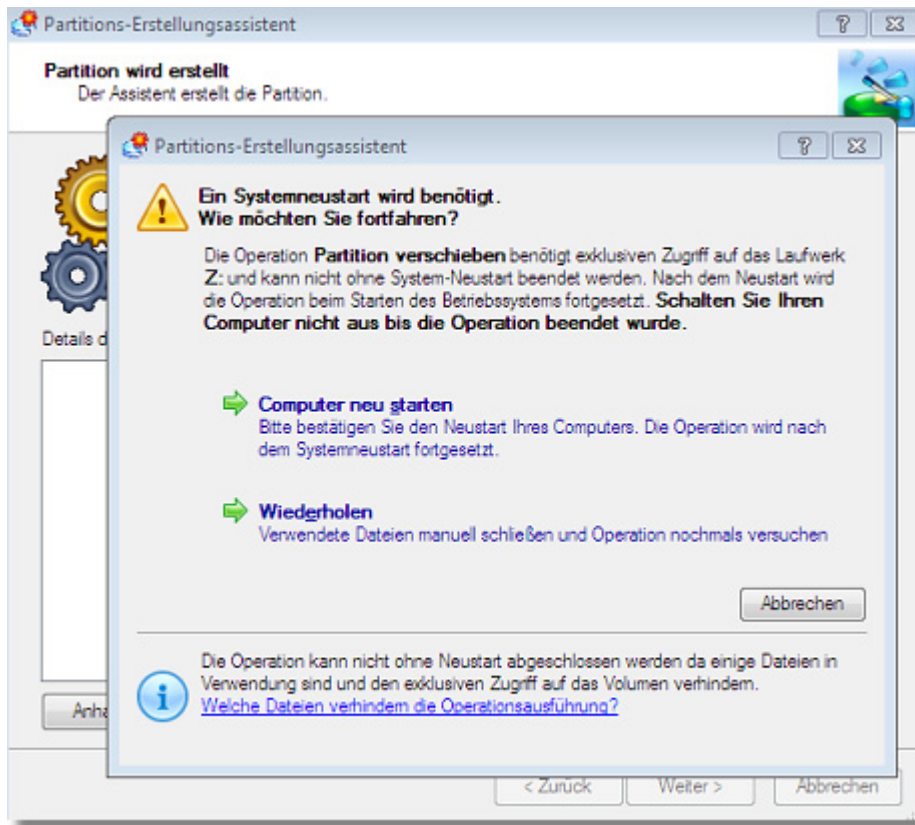 Partitions-Erstellungsassistent
Partition wird erstellt
Der Assistent erstellt die Partition.
Partitions-Erstellungsassistent
Ein Systemneustart wird benötigt.
Wie möchten Sie fortfahren?
Die Operation Partition verschieben benötigt exklusiven Zugriff auf das Laufwerk
Z: und kann nicht ohne System-Neustart beendet werden. Nach dem Neustart wird
die Operation beim Starten des Betriebssystems fortgesetzt. Schalten Sie Ihren
Computer nicht aus bis die Operation beendet wurde.
Details d
Computer neu starten
Bitte bestätigen Sie den Neustart Ihres Computers. Die Operation wird nach
dem Systemneustart fortgesetzt.
Wiederholen
Verwendete Dateien manuell schließen und Operation nochmals versuchen
Abbrechen
Die Operation kann nicht ohne Neustart abgeschlossen werden da einige Dateien in
Verwendung sind und den exklusiven Zugriff auf das Volumen verhindern.
Welche Dateien verhindern die Operationsausführung?
Anha
< Zurück Weiter > Abbrechen